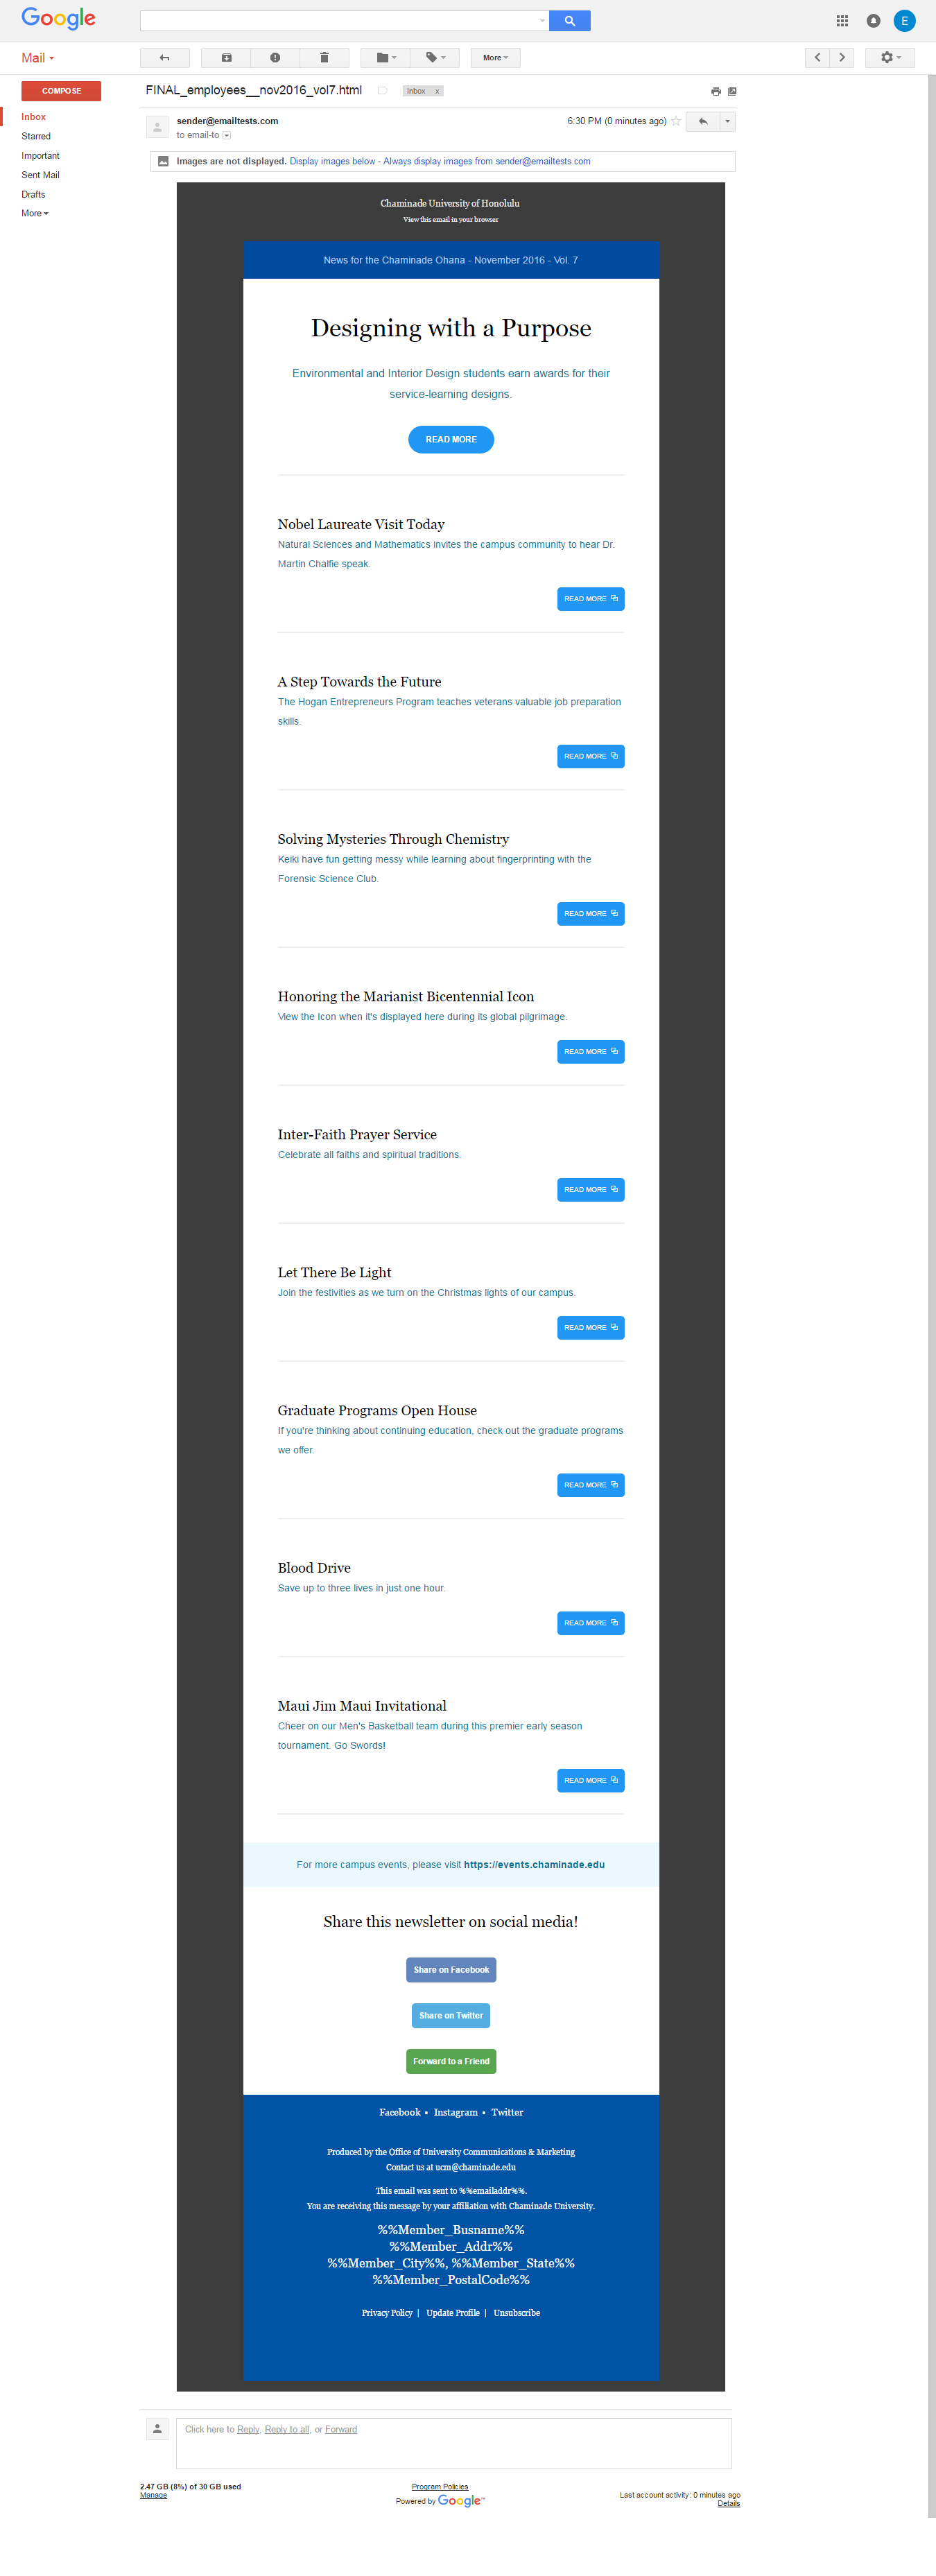 Google
E
Mail
More
COMPOSE
Inbox
Starred
Important
Sent Mail
Drafts
More
FINAL_employees__nov2016_vol7.html
Inbox x
sender@emailtests.com
6:30 PM (0 minutes ago)
to email-to
Images are not displayed. Display images below - Always display images from sender@emailtests.com
Chaminade University of Honolulu
View this email in your browser
News for the Chaminade Ohana - November 2016 - Vol. 7
Designing with a Purpose
Environmental and Interior Design students earn awards for their
service-learning designs.
READ MORE
Nobel Laureate Visit Today
Natural Sciences and Mathematics invites the campus community to hear Dr.
Martin Chalfie speak.
READ MORE
A Step Towards the Future
The Hogan Entrepreneurs Program teaches veterans valuable job preparation
skills.
READ MORE
Solving Mysteries Through Chemistry
Keiki have fun getting messy while learning about fingerprinting with the
Forensic Science Club.
READ MORE
Honoring the Marianist Bicentennial Icon
View the Icon when it's displayed here during its global pilgrimage.
READ MORE
Inter-Faith Prayer Service
Celebrate all faiths and spiritual traditions.
READ MORE
Let There Be Light
Join the festivities as we turn on the Christmas lights of our campus.
READ MORE
Graduate Programs Open House
If you're thinking about continuing education, check out the graduate programs
we offer.
READ MORE
Blood Drive
Save up to three lives in just one hour.
READ MORE
Maui Jim Maui Invitational
Cheer on our Men's Basketball team during this premier early season
tournament. Go Swords!
READ MORE
For more campus events, please visit https://events.chaminade.edu
Share this newsletter on social media!
Share on Facebook
Share on Twitter
Forward to a Friend
Facebook • Instagram • Twitter
Produced by the Office of University Communications & Marketing
Contact us at ucm@chaminade.edu
This email was sent to %%emailaddr%%.
You are receiving this message by your affiliation with Chaminade University.
%%Member_Busname%%
%%Member_Addr%%
%%Member_City%%, %%Member_State%%
%%Member_PostalCode%%
Privacy Policy | Update Profile | Unsubscribe
Click here to Reply, Reply to all, or Forward
2.47 GB (8%) of 30 GB used
Manage
Program Policies
Powered by Google™
Last account activity: 0 minutes ago
Details